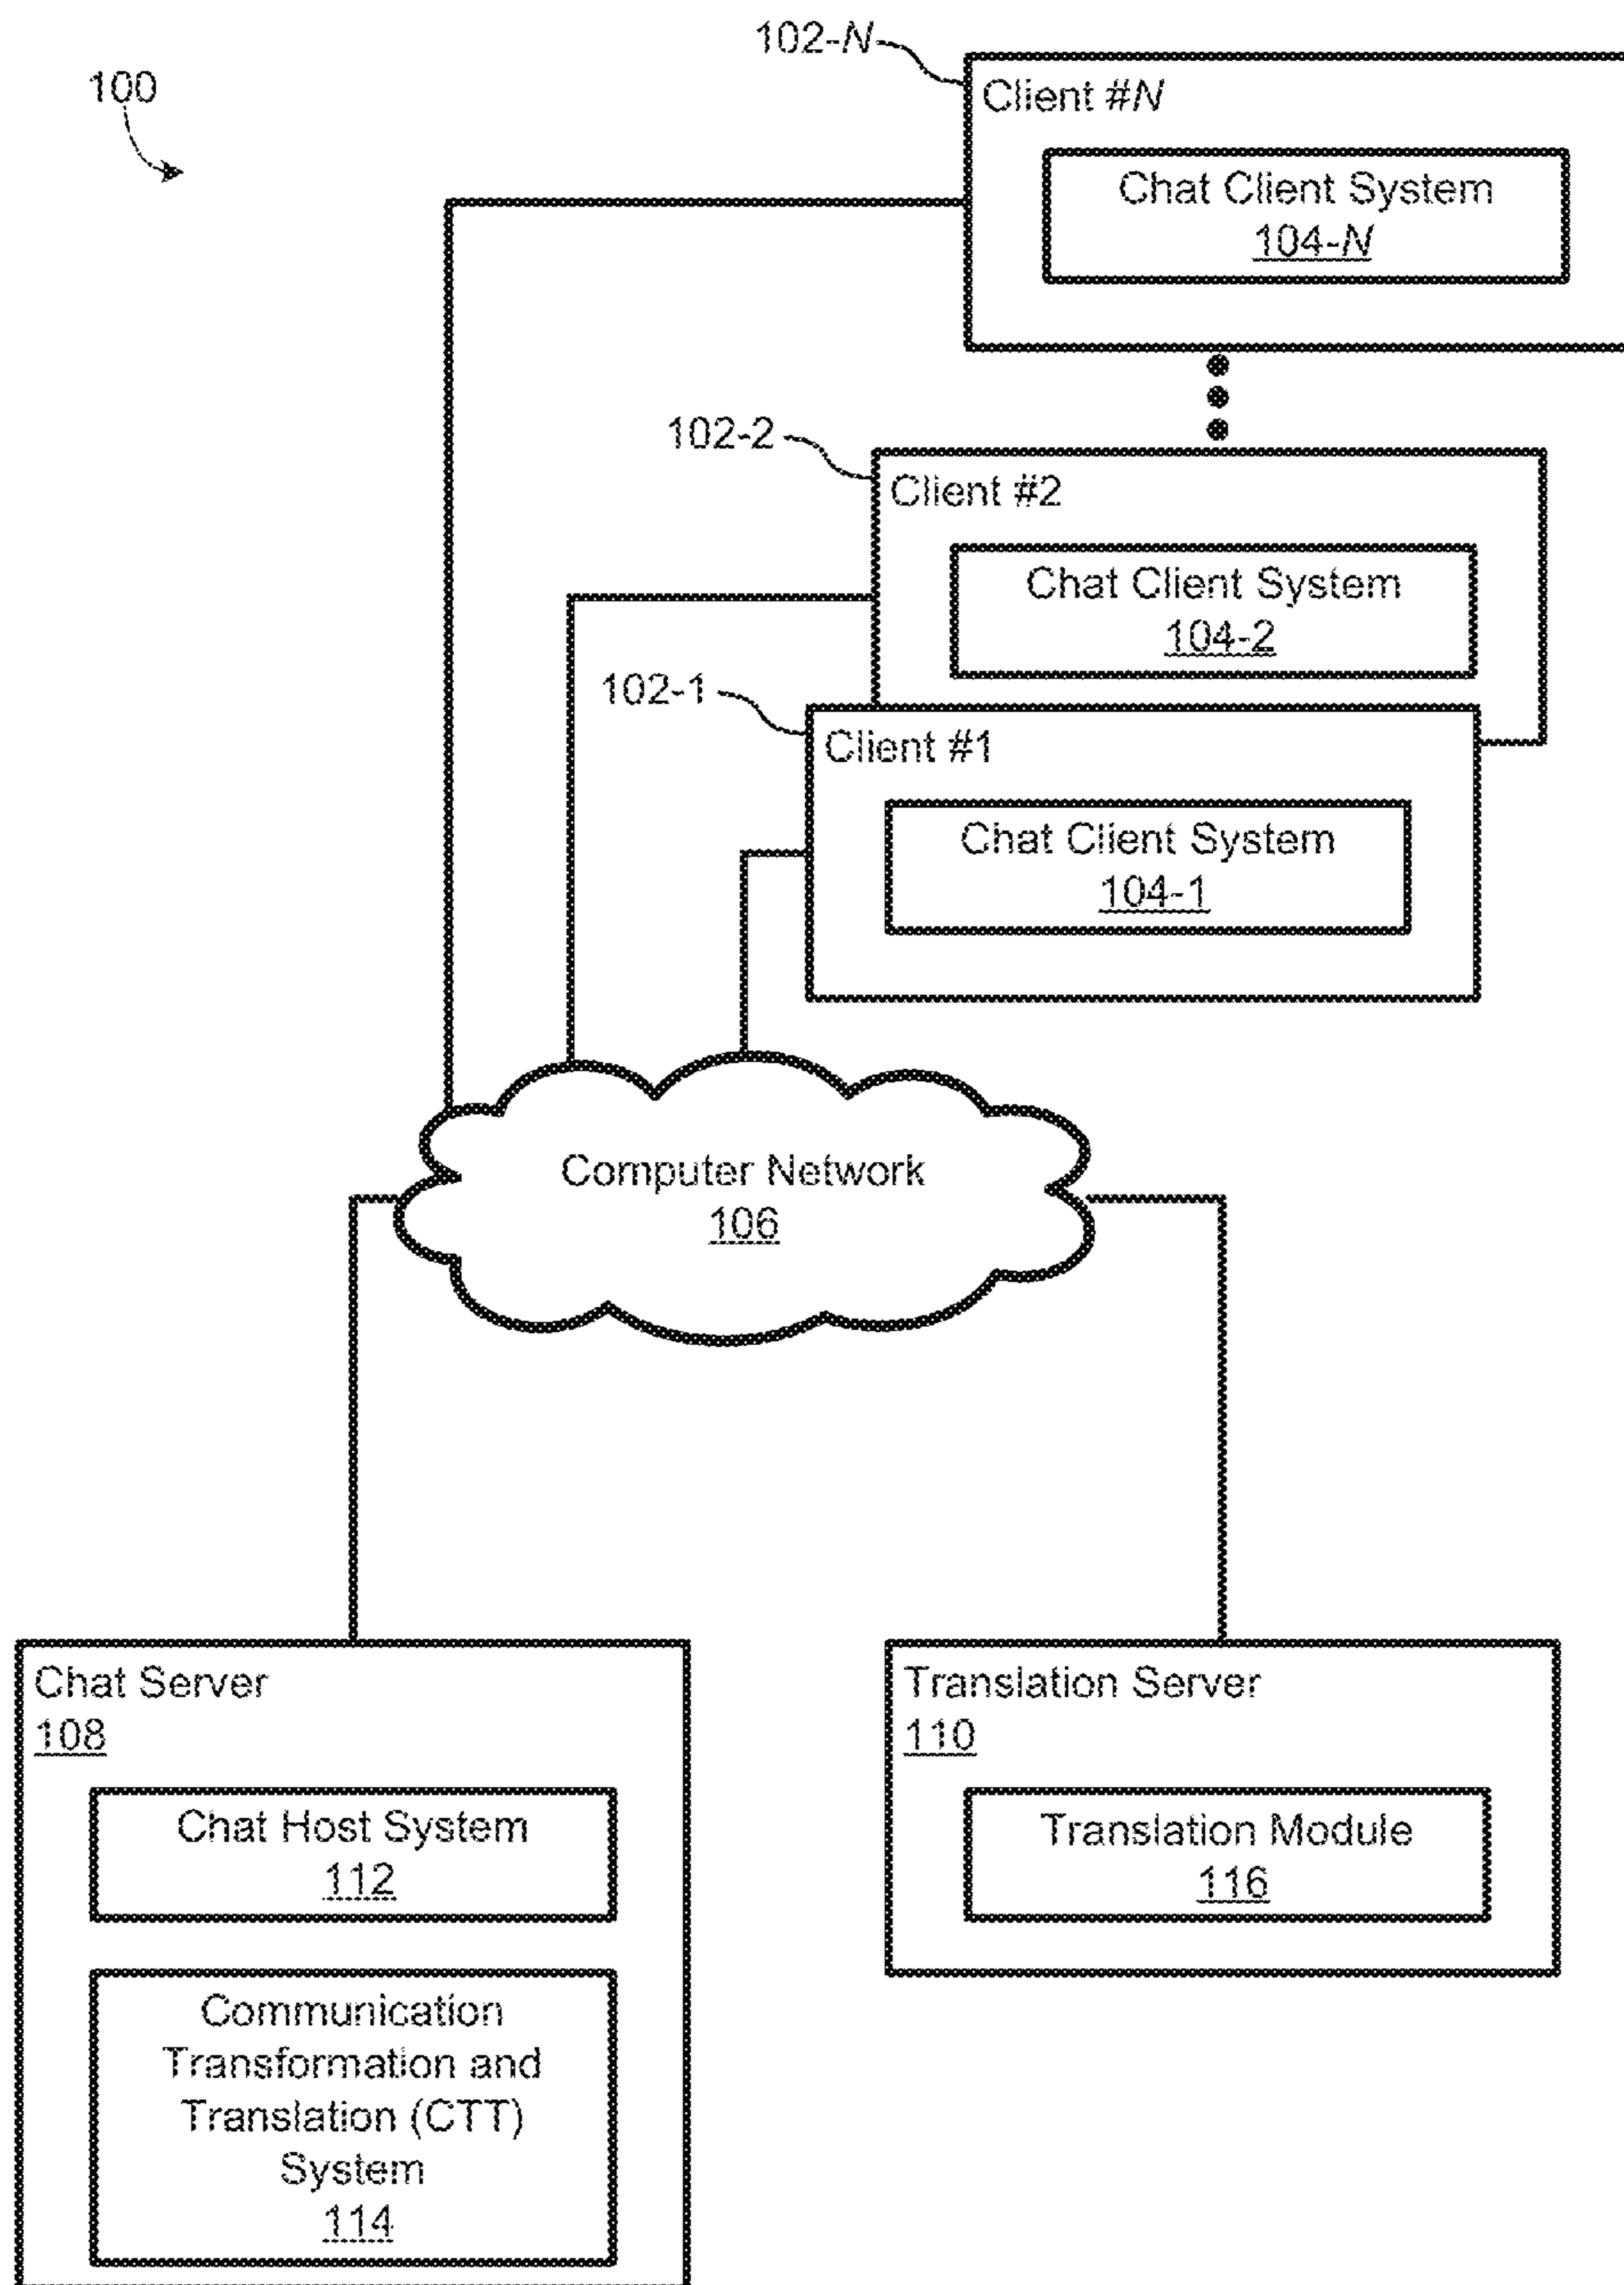 100
102-N
Client #N
Chat Client System
104-N
102-2
Client #2
Chat Client System
104-2
102-1
Client #1
Chat Client System
104-1
Computer Network
106
Chat Server
108
Chat Host System
112
Communication
Transformation and
Translation (CTT)
System
114
Translation Server
110
Translation Module
116